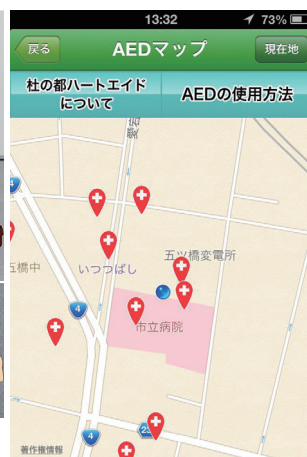 13:32
73%
戻る
AEDマップ
現在地
杜の都ハートエイド
について
AEDの使用方法
五ツ橋変電所
五橋中
いつつばし
市立病院
4
4
4
著作権情報